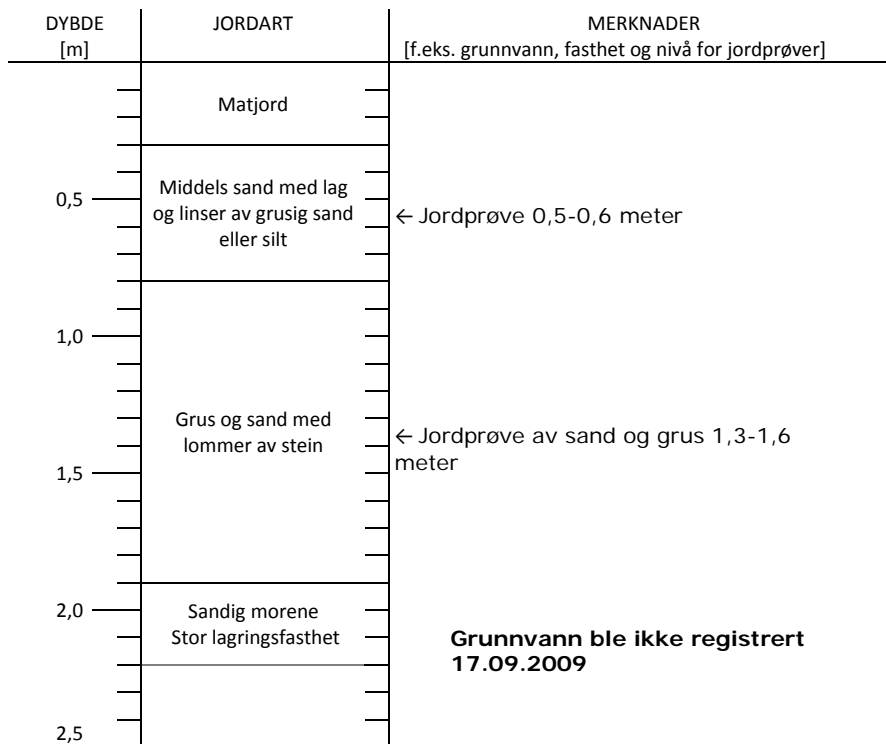 DYBDE JORDART MERKNADER
[m] [f.eks. grunnvann, fasthet og nivå for jordprøver]
Matjord
0,5
Middels sand med lag
og linser av grusig sand
eller silt
← Jordprøve 0,5-0,6 meter
1,0
Grus og sand med
lommer av stein
← Jordprøve av sand og grus 1,3-1,6
meter
1,5
2,0
Sandig morene
Stor lagringsfasthet
Grunnvann ble ikke registrert
17.09.2009
2,5